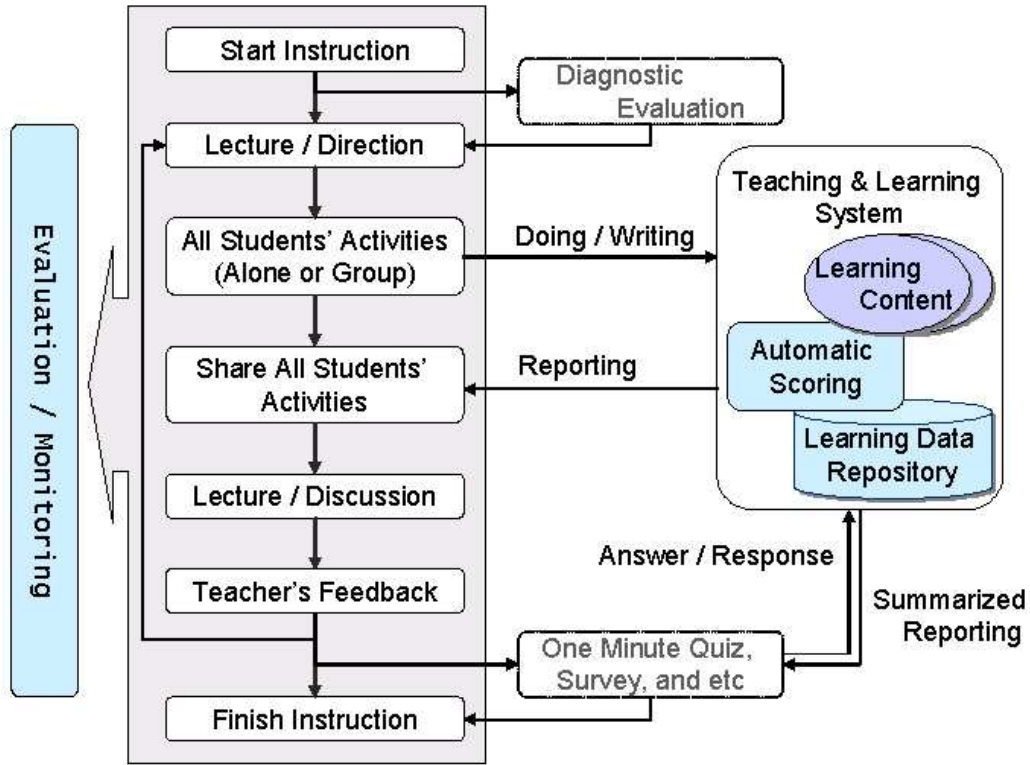 Start Instruction
Diagnostic
Evaluation
Lecture / Direction
Evaluation / Monitoring
Teaching & Learning
System
All Students' Activities
(Alone or Group)
Doing / Writing
Learning
Content
Share All Students'
Activities
Reporting
Automatic
Scoring
Learning Data
Repository
Lecture / Discussion
Answer / Response
Teacher's Feedback
Summarized
Reporting
One Minute Quiz,
Survey, and etc
Finish Instruction